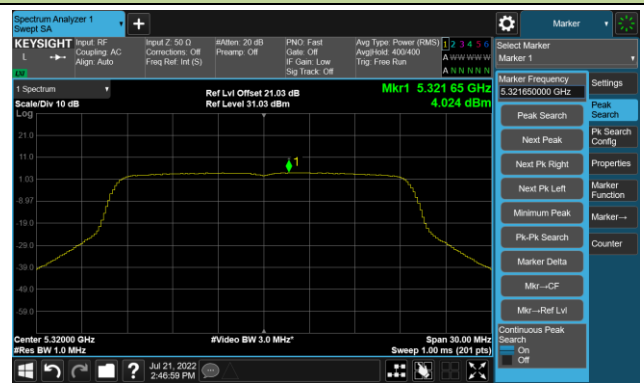 Spectrum Analyzer 1
Swept SA
+
Marker
KEYSIGHT
L
LXI
Input: RF
Coupling: AC
Align: Auto
Input Z: 50 Ω
Corrections: Off
Freq Ref: Int (S)
#Atten: 20 dB
Preamp: Off
PNO: Fast
Gate: Off
IF Gain: Low
Sig Track: Off
Avg Type: Power (RMS)
Avg|Hold: 400/400
Trig: Free Run
1 2 3 4 5 6
A W W W W W
A N N N N N
Select Marker
Marker 1
1 Spectrum
Scale/Div 10 dB
Log
Ref Lvl Offset 21.03 dB
Ref Level 31.03 dBm
Mkr1 5.321 65 GHz
4.024 dBm
21.0
11.0
1.03
-8.97
-19.0
-29.0
-39.0
-49.0
-59.0
1
Center 5.32000 GHz
#Res BW 1.0 MHz
#Video BW 3.0 MHz*
Span 30.00 MHz
Sweep 1.00 ms (201 pts)
Marker Frequency
5.321650000 GHz
Peak Search
Next Peak
Next Pk Right
Next Pk Left
Minimum Peak
Pk-Pk Search
Marker Delta
Mkr→CF
Mkr→Ref Lvl
Continuous Peak
Search
On
Off
Settings
Peak
Search
Pk Search
Config
Properties
Marker
Function
Marker→
Counter
?
Jul 21, 2022
2:46:59 PM